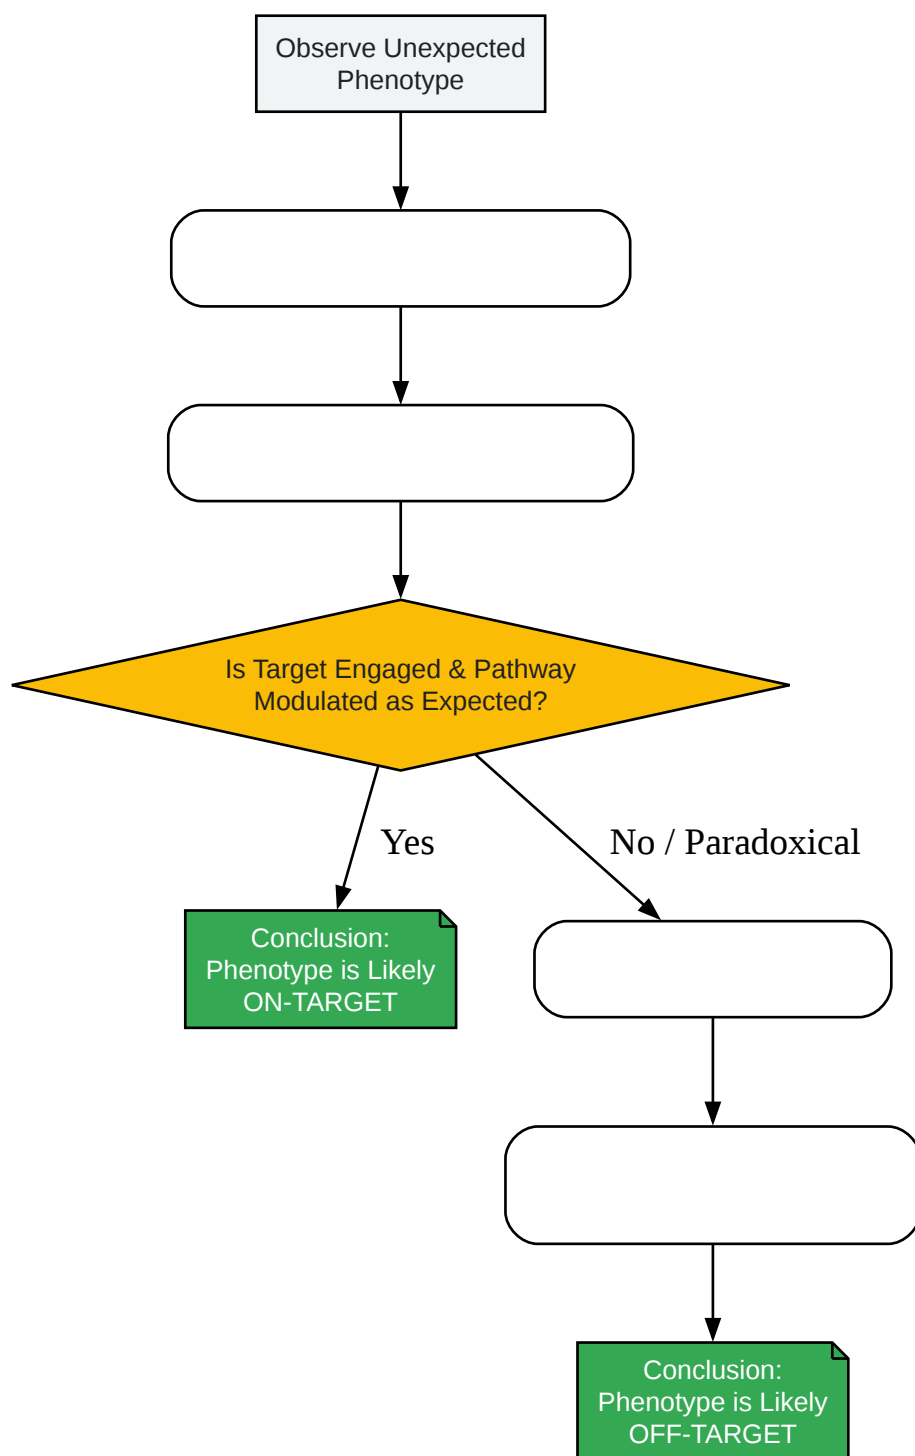 Observe Unexpected
Phenotype
Is Target Engaged & Pathway
Modulated as Expected?
Yes
No / Paradoxical
Conclusion:
Phenotype is Likely
ON-TARGET
Conclusion:
Phenotype is Likely
OFF-TARGET